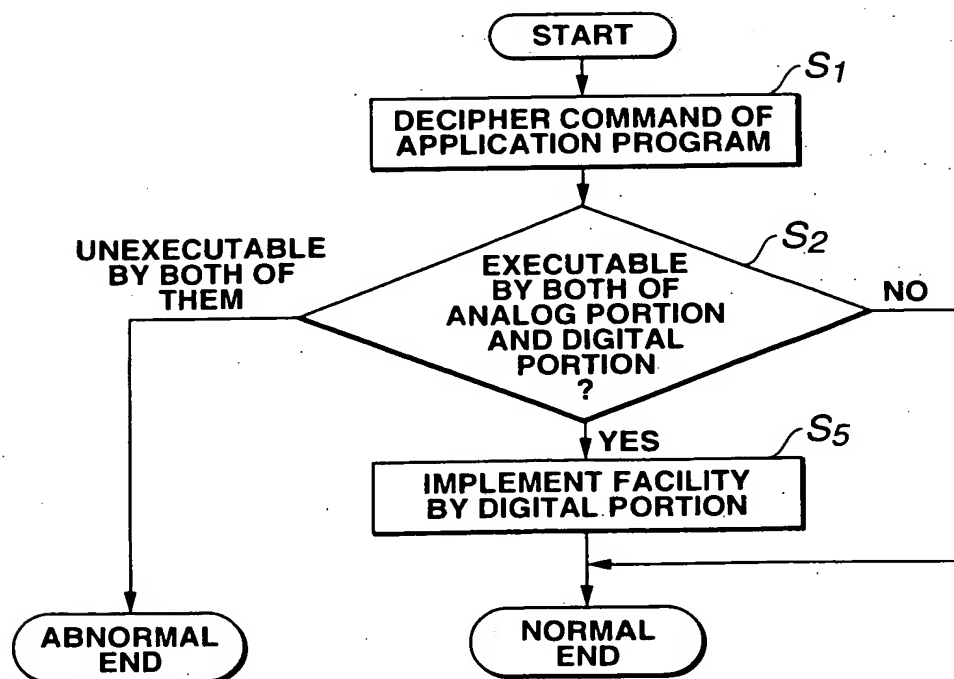 START
S1
DECIPHER COMMAND OF
APPLICATION PROGRAM
S2
UNEXECUTABLE
BY BOTH OF
THEM
EXECUTABLE
BY BOTH OF
ANALOG PORTION
AND DIGITAL
PORTION
?
NO
YES
S5
IMPLEMENT FACILITY
BY DIGITAL PORTION
ABNORMAL
END
NORMAL
END